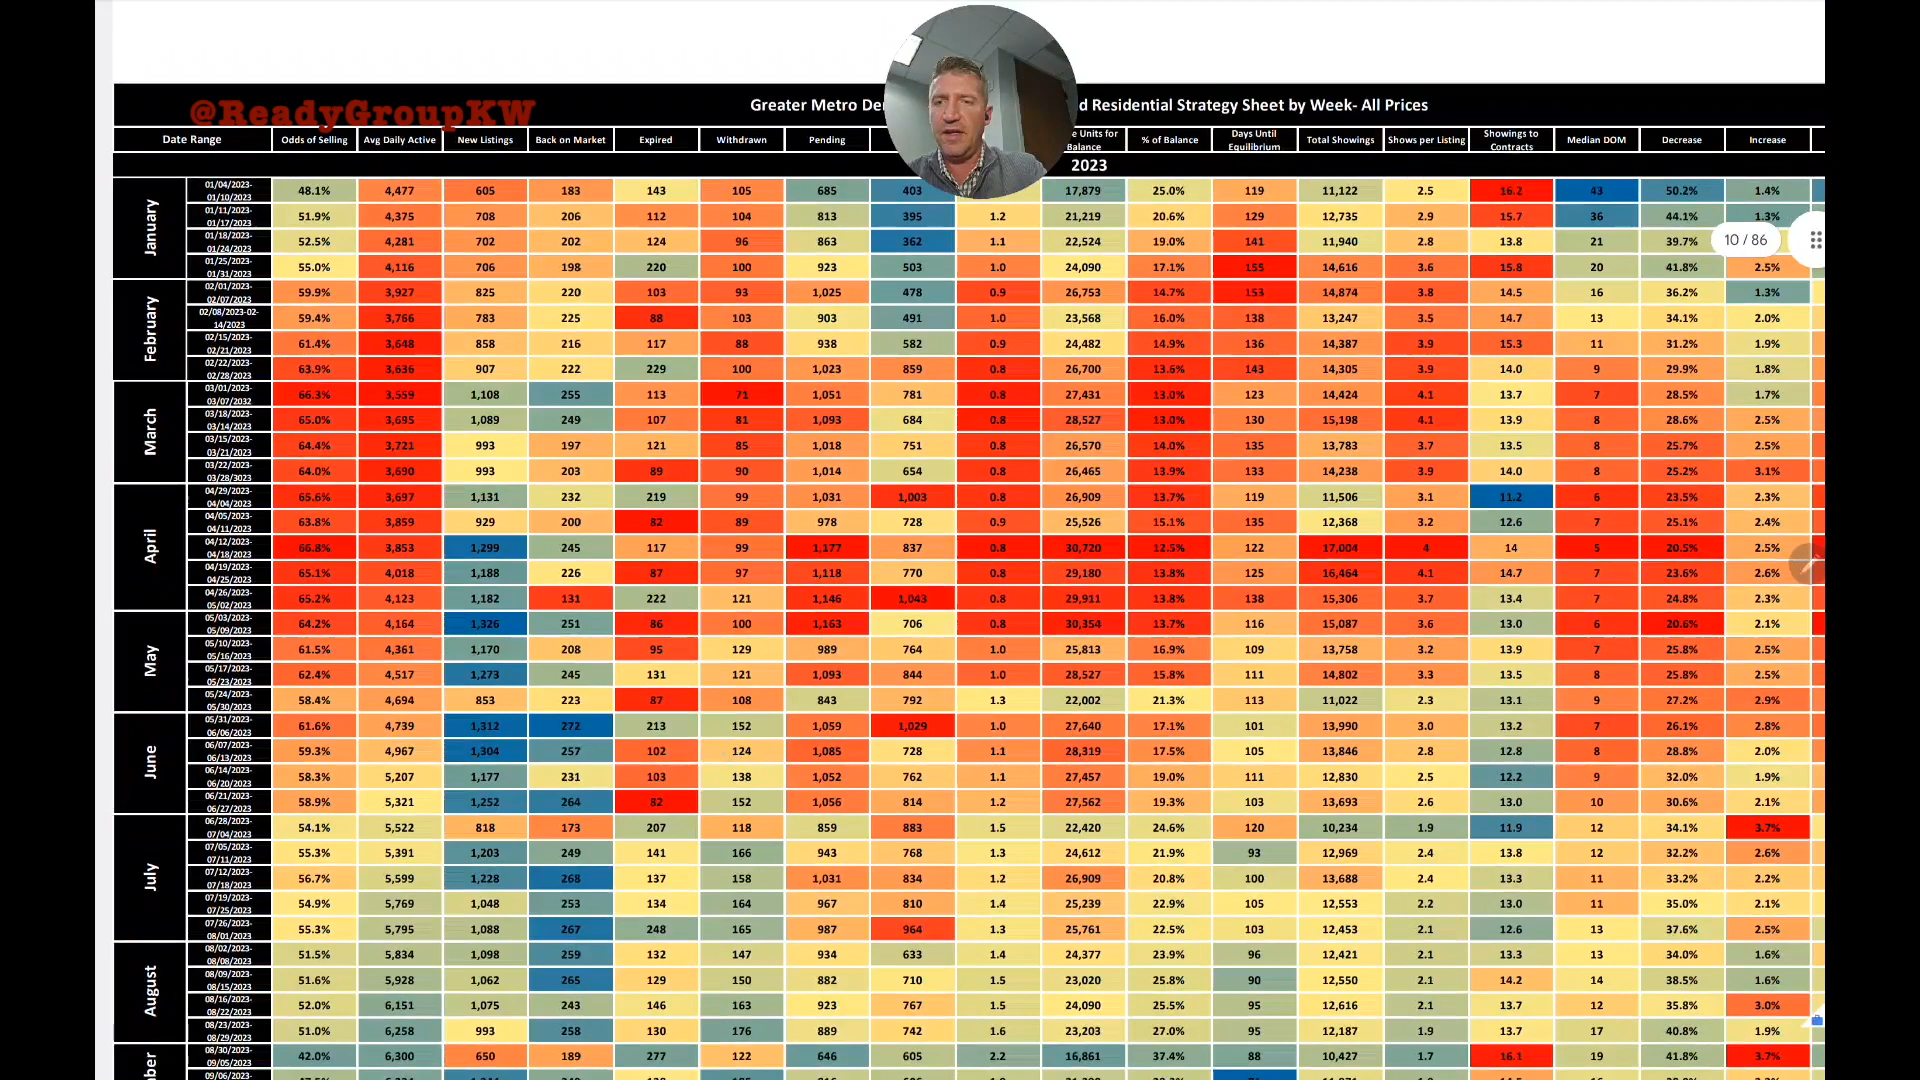 Greater Metro De d Residential Strategy Sheet by Week- All Prices
@ReadyGroupKW
Date Range Odds of Selling Avg Daily Active New Listings Back on Market Expired Withdrawn Pending e Units for Balance % of Balance Days Until Equilibrium Total Showings Shows per Listing Showings to Contracts Median DOM Decrease Increase
2023
January
01/04/2023-01/10/2023 48.1% 4,477 605 183 143 105 685 403 17,879 25.0% 119 11,122 2.5 16.2 43 50.2% 1.4%
01/11/2023-01/17/2023 51.9% 4,375 708 206 112 104 813 395 1.2 21,219 20.6% 129 12,735 2.9 15.7 36 44.1% 1.3%
01/18/2023-01/24/2023 52.5% 4,281 702 202 124 96 863 362 1.1 22,524 19.0% 141 11,940 2.8 13.8 21 39.7%
10 / 86
01/25/2023-01/31/2023 55.0% 4,116 706 198 220 100 923 503 1.0 24,090 17.1% 155 14,616 3.6 15.8 20 41.8% 2.5%
February
02/01/2023-02/07/2023 59.9% 3,927 825 220 103 93 1,025 478 0.9 26,753 14.7% 153 14,874 3.8 14.5 16 36.2% 1.3%
02/08/2023-02-14/2023 59.4% 3,766 783 225 88 103 903 491 1.0 23,568 16.0% 138 13,247 3.5 14.7 13 34.1% 2.0%
02/15/2023-02/21/2023 61.4% 3,648 858 216 117 88 938 582 0.9 24,482 14.9% 136 14,387 3.9 15.3 11 31.2% 1.9%
02/22/2023-02/28/2023 63.9% 3,636 907 222 229 100 1,023 859 0.8 26,700 13.6% 143 14,305 3.9 14.0 9 29.9% 1.8%
March
03/01/2023-03/07/2032 66.3% 3,559 1,108 255 113 71 1,051 781 0.8 27,431 13.0% 123 14,424 4.1 13.7 7 28.5% 1.7%
03/18/2023-03/14/2023 65.0% 3,695 1,089 249 107 81 1,093 684 0.8 28,527 13.0% 130 15,198 4.1 13.9 8 28.6% 2.5%
03/15/2023-03/21/2023 64.4% 3,721 993 197 121 85 1,018 751 0.8 26,570 14.0% 135 13,783 3.7 13.5 8 25.7% 2.5%
03/22/2023-03/28/3023 64.0% 3,690 993 203 89 90 1,014 654 0.8 26,465 13.9% 133 14,238 3.9 14.0 8 25.2% 3.1%
April
04/29/2023-04/04/2023 65.6% 3,697 1,131 232 219 99 1,031 1,003 0.8 26,909 13.7% 119 11,506 3.1 11.2 6 23.5% 2.3%
04/05/2023-04/11/2023 63.8% 3,859 929 200 82 89 978 728 0.9 25,526 15.1% 135 12,368 3.2 12.6 7 25.1% 2.4%
04/12/2023-04/18/2023 66.8% 3,853 1,299 245 117 99 1,177 837 0.8 30,720 12.5% 122 17,004 4 14 5 20.5% 2.5%
04/19/2023-04/25/2023 65.1% 4,018 1,188 226 87 97 1,118 770 0.8 29,180 13.8% 125 16,464 4.1 14.7 7 23.6% 2.6%
04/26/2023-05/02/2023 65.2% 4,123 1,182 131 222 121 1,146 1,043 0.8 29,911 13.8% 138 15,306 3.7 13.4 7 24.8% 2.3%
May
05/03/2023-05/09/2023 64.2% 4,164 1,326 251 86 100 1,163 706 0.8 30,354 13.7% 116 15,087 3.6 13.0 6 20.6% 2.1%
05/10/2023-05/16/2023 61.5% 4,361 1,170 208 95 129 989 764 1.0 25,813 16.9% 109 13,758 3.2 13.9 7 25.8% 2.5%
05/17/2023-05/23/2023 62.4% 4,517 1,273 245 131 121 1,093 844 1.0 28,527 15.8% 111 14,802 3.3 13.5 8 25.8% 2.5%
05/24/2023-05/30/2023 58.4% 4,694 853 223 87 108 843 792 1.3 22,002 21.3% 113 11,022 2.3 13.1 9 27.2% 2.9%
June
05/31/2023-06/06/2023 61.6% 4,739 1,312 272 213 152 1,059 1,029 1.0 27,640 17.1% 101 13,990 3.0 13.2 7 26.1% 2.8%
06/07/2023-06/13/2023 59.3% 4,967 1,304 257 102 124 1,085 728 1.1 28,319 17.5% 105 13,846 2.8 12.8 8 28.8% 2.0%
06/14/2023-06/20/2023 58.3% 5,207 1,177 231 103 138 1,052 762 1.1 27,457 19.0% 111 12,830 2.5 12.2 9 32.0% 1.9%
06/21/2023-06/27/2023 58.9% 5,321 1,252 264 82 152 1,056 814 1.2 27,562 19.3% 103 13,693 2.6 13.0 10 30.6% 2.1%
July
06/28/2023-07/04/2023 54.1% 5,522 818 173 207 118 859 883 1.5 22,420 24.6% 120 10,234 1.9 11.9 12 34.1% 3.7%
07/05/2023-07/11/2023 55.3% 5,391 1,203 249 141 166 943 768 1.3 24,612 21.9% 93 12,969 2.4 13.8 12 32.2% 2.6%
07/12/2023-07/18/2023 56.7% 5,599 1,228 268 137 158 1,031 834 1.2 26,909 20.8% 100 13,688 2.4 13.3 11 33.2% 2.2%
07/19/2023-07/25/2023 54.9% 5,769 1,048 253 134 164 967 810 1.4 25,239 22.9% 105 12,553 2.2 13.0 11 35.0% 2.1%
07/26/2023-08/01/2023 55.3% 5,795 1,088 267 248 165 987 964 1.3 25,761 22.5% 103 12,453 2.1 12.6 13 37.6% 2.5%
August
08/02/2023-08/08/2023 51.5% 5,834 1,098 259 132 147 934 633 1.4 24,377 23.9% 96 12,421 2.1 13.3 13 34.0% 1.6%
08/09/2023-08/15/2023 51.6% 5,928 1,062 265 129 150 882 710 1.5 23,020 25.8% 90 12,550 2.1 14.2 14 38.5% 1.6%
08/16/2023-08/22/2023 52.0% 6,151 1,075 243 146 163 923 767 1.5 24,090 25.5% 95 12,616 2.1 13.7 12 35.8% 3.0%
08/23/2023-08/29/2023 51.0% 6,258 993 258 130 176 889 742 1.6 23,203 27.0% 95 12,187 1.9 13.7 17 40.8% 1.9%
mber
08/30/2023-09/05/2023 42.0% 6,300 650 189 277 122 646 605 2.2 16,861 37.4% 88 10,427 1.7 16.1 19 41.8% 3.7%
09/06/2023-